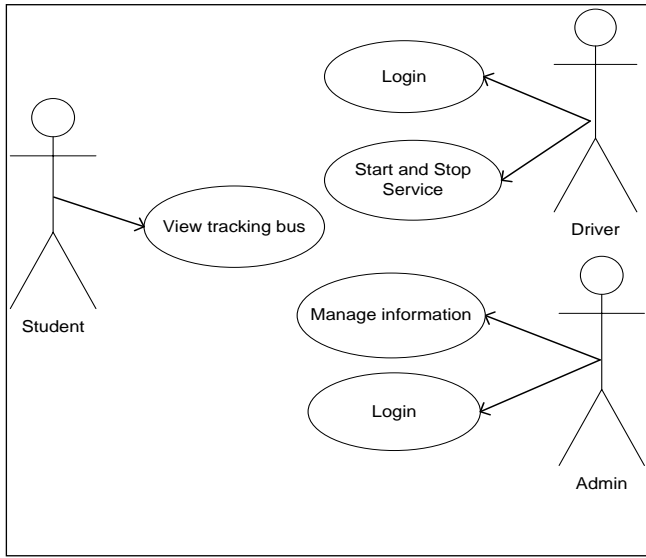 Login
Start and Stop
Service
Driver
View tracking bus
Student
Manage information
Login
Admin